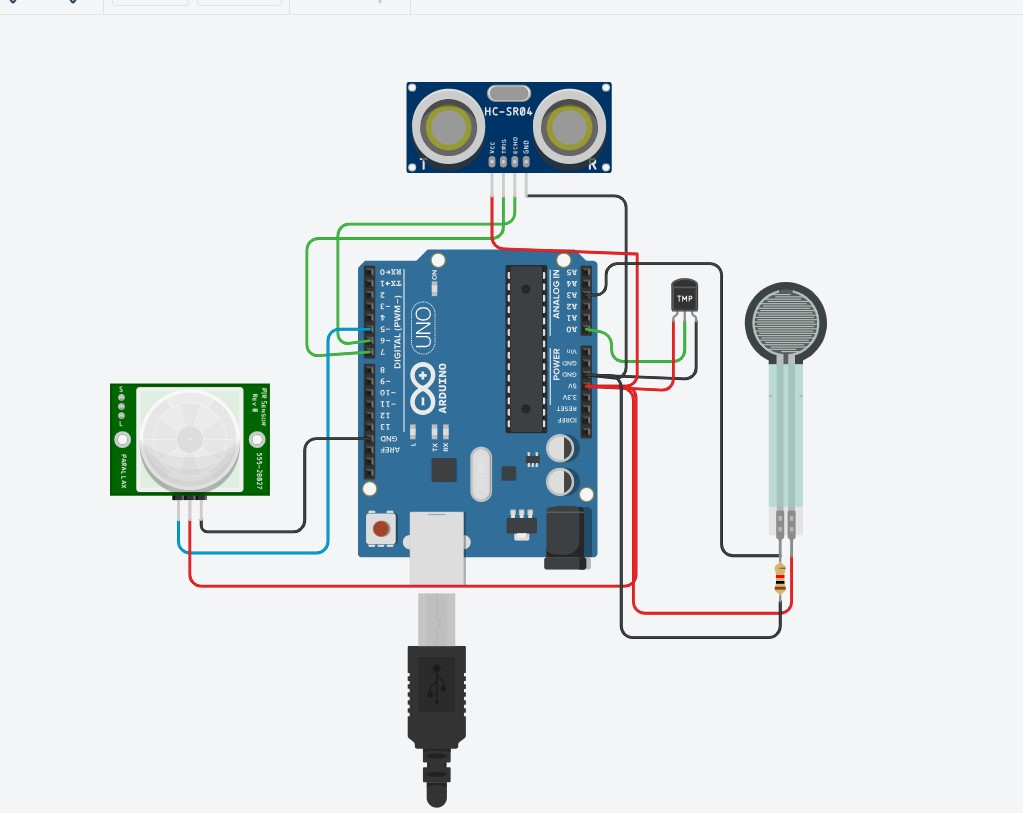 HC-SR04
VCC
TRIG
ECHO
GND
T
R
RX←0
TX→1
2
3~
4
5~
6~
7
DIGITAL (PWM~)
ON
UNO
ANALOG IN
A5
A4
A3
A2
A1
A0
TMP
POWER
Vin
GND
GND
5V
3.3V
RESET
IOREF
8
9~
10~
11~
12
13
GND
AREF
ARDUINO
L
TX
RX
S
L
PARALLAX
PIR SENSOR
Rev B
555-28027